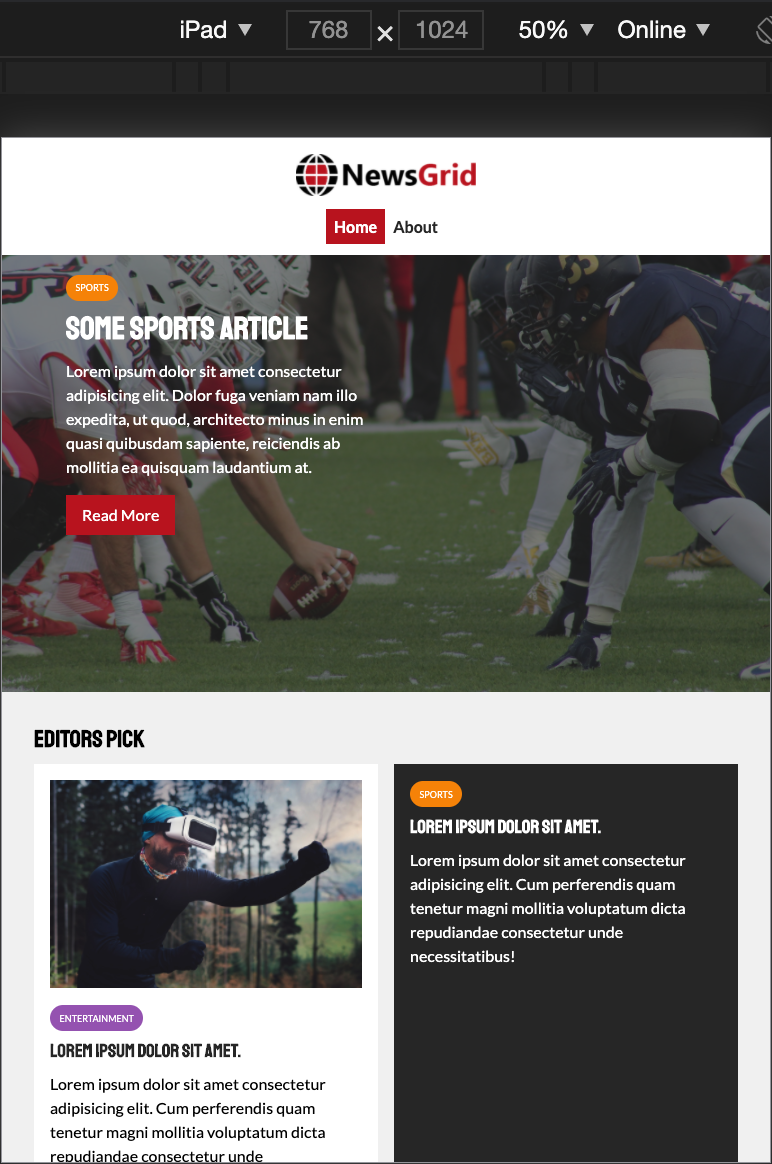 iPad 768 × 1024 50% Online
NewsGrid
Home About
SPORTS
SOME SPORTS ARTICLE
Lorem ipsum dolor sit amet consectetur
adipisicing elit. Dolor fuga veniam nam illo
expedita, ut quod, architecto minus in enim
quasi quibusdam sapiente, reiciendis ab
mollitia ea quisquam laudantium at.
Read More
EDITORS PICK
ENTERTAINMENT
LOREM IPSUM DOLOR SIT AMET.
Lorem ipsum dolor sit amet consectetur
adipisicing elit. Cum perferendis quam
tenetur magni mollitia voluptatum dicta
repudiandae consectetur unde
SPORTS
LOREM IPSUM DOLOR SIT AMET.
Lorem ipsum dolor sit amet consectetur
adipisicing elit. Cum perferendis quam
tenetur magni mollitia voluptatum dicta
repudiandae consectetur unde
necessitatibus!